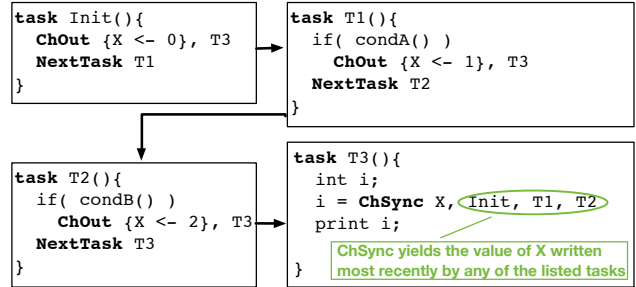 task Init(){
ChOut {X <- 0}, T3
NextTask T1
}
task T1(){
if( condA() )
ChOut {X <- 1}, T3
NextTask T2
}
task T2(){
if( condB() )
ChOut {X <- 2}, T3
NextTask T3
}
task T3(){
int i;
i = ChSync X, Init, T1, T2
print i;
ChSync yields the value of X written
most recently by any of the listed tasks
}